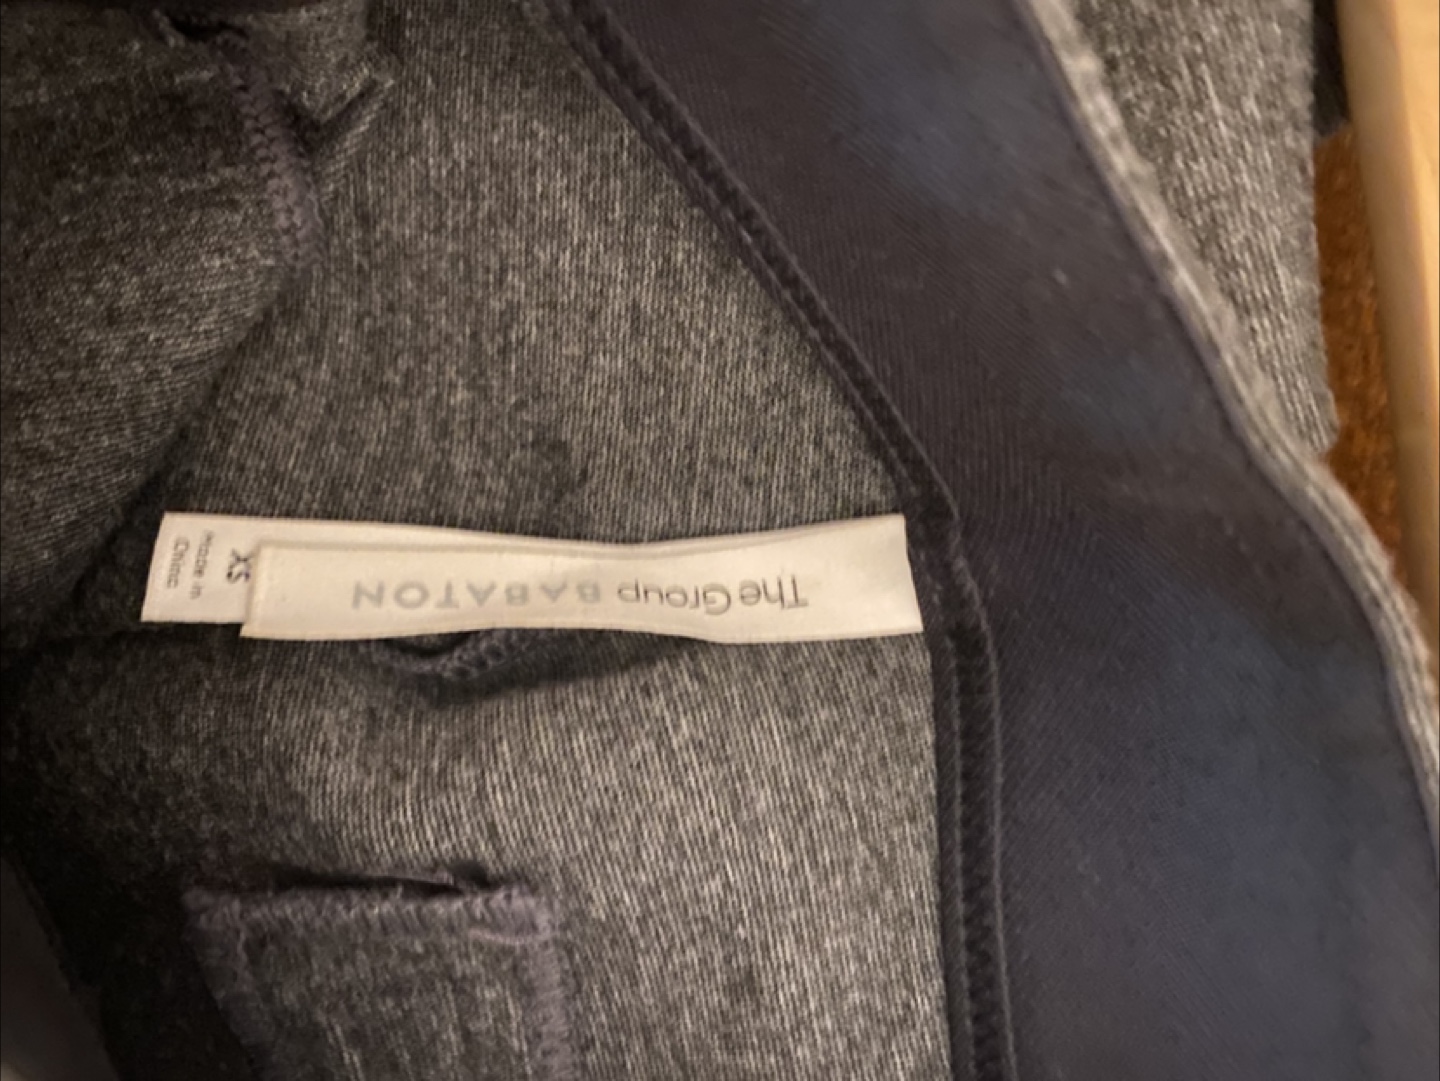 The Group BABATON
XS
Made in
China